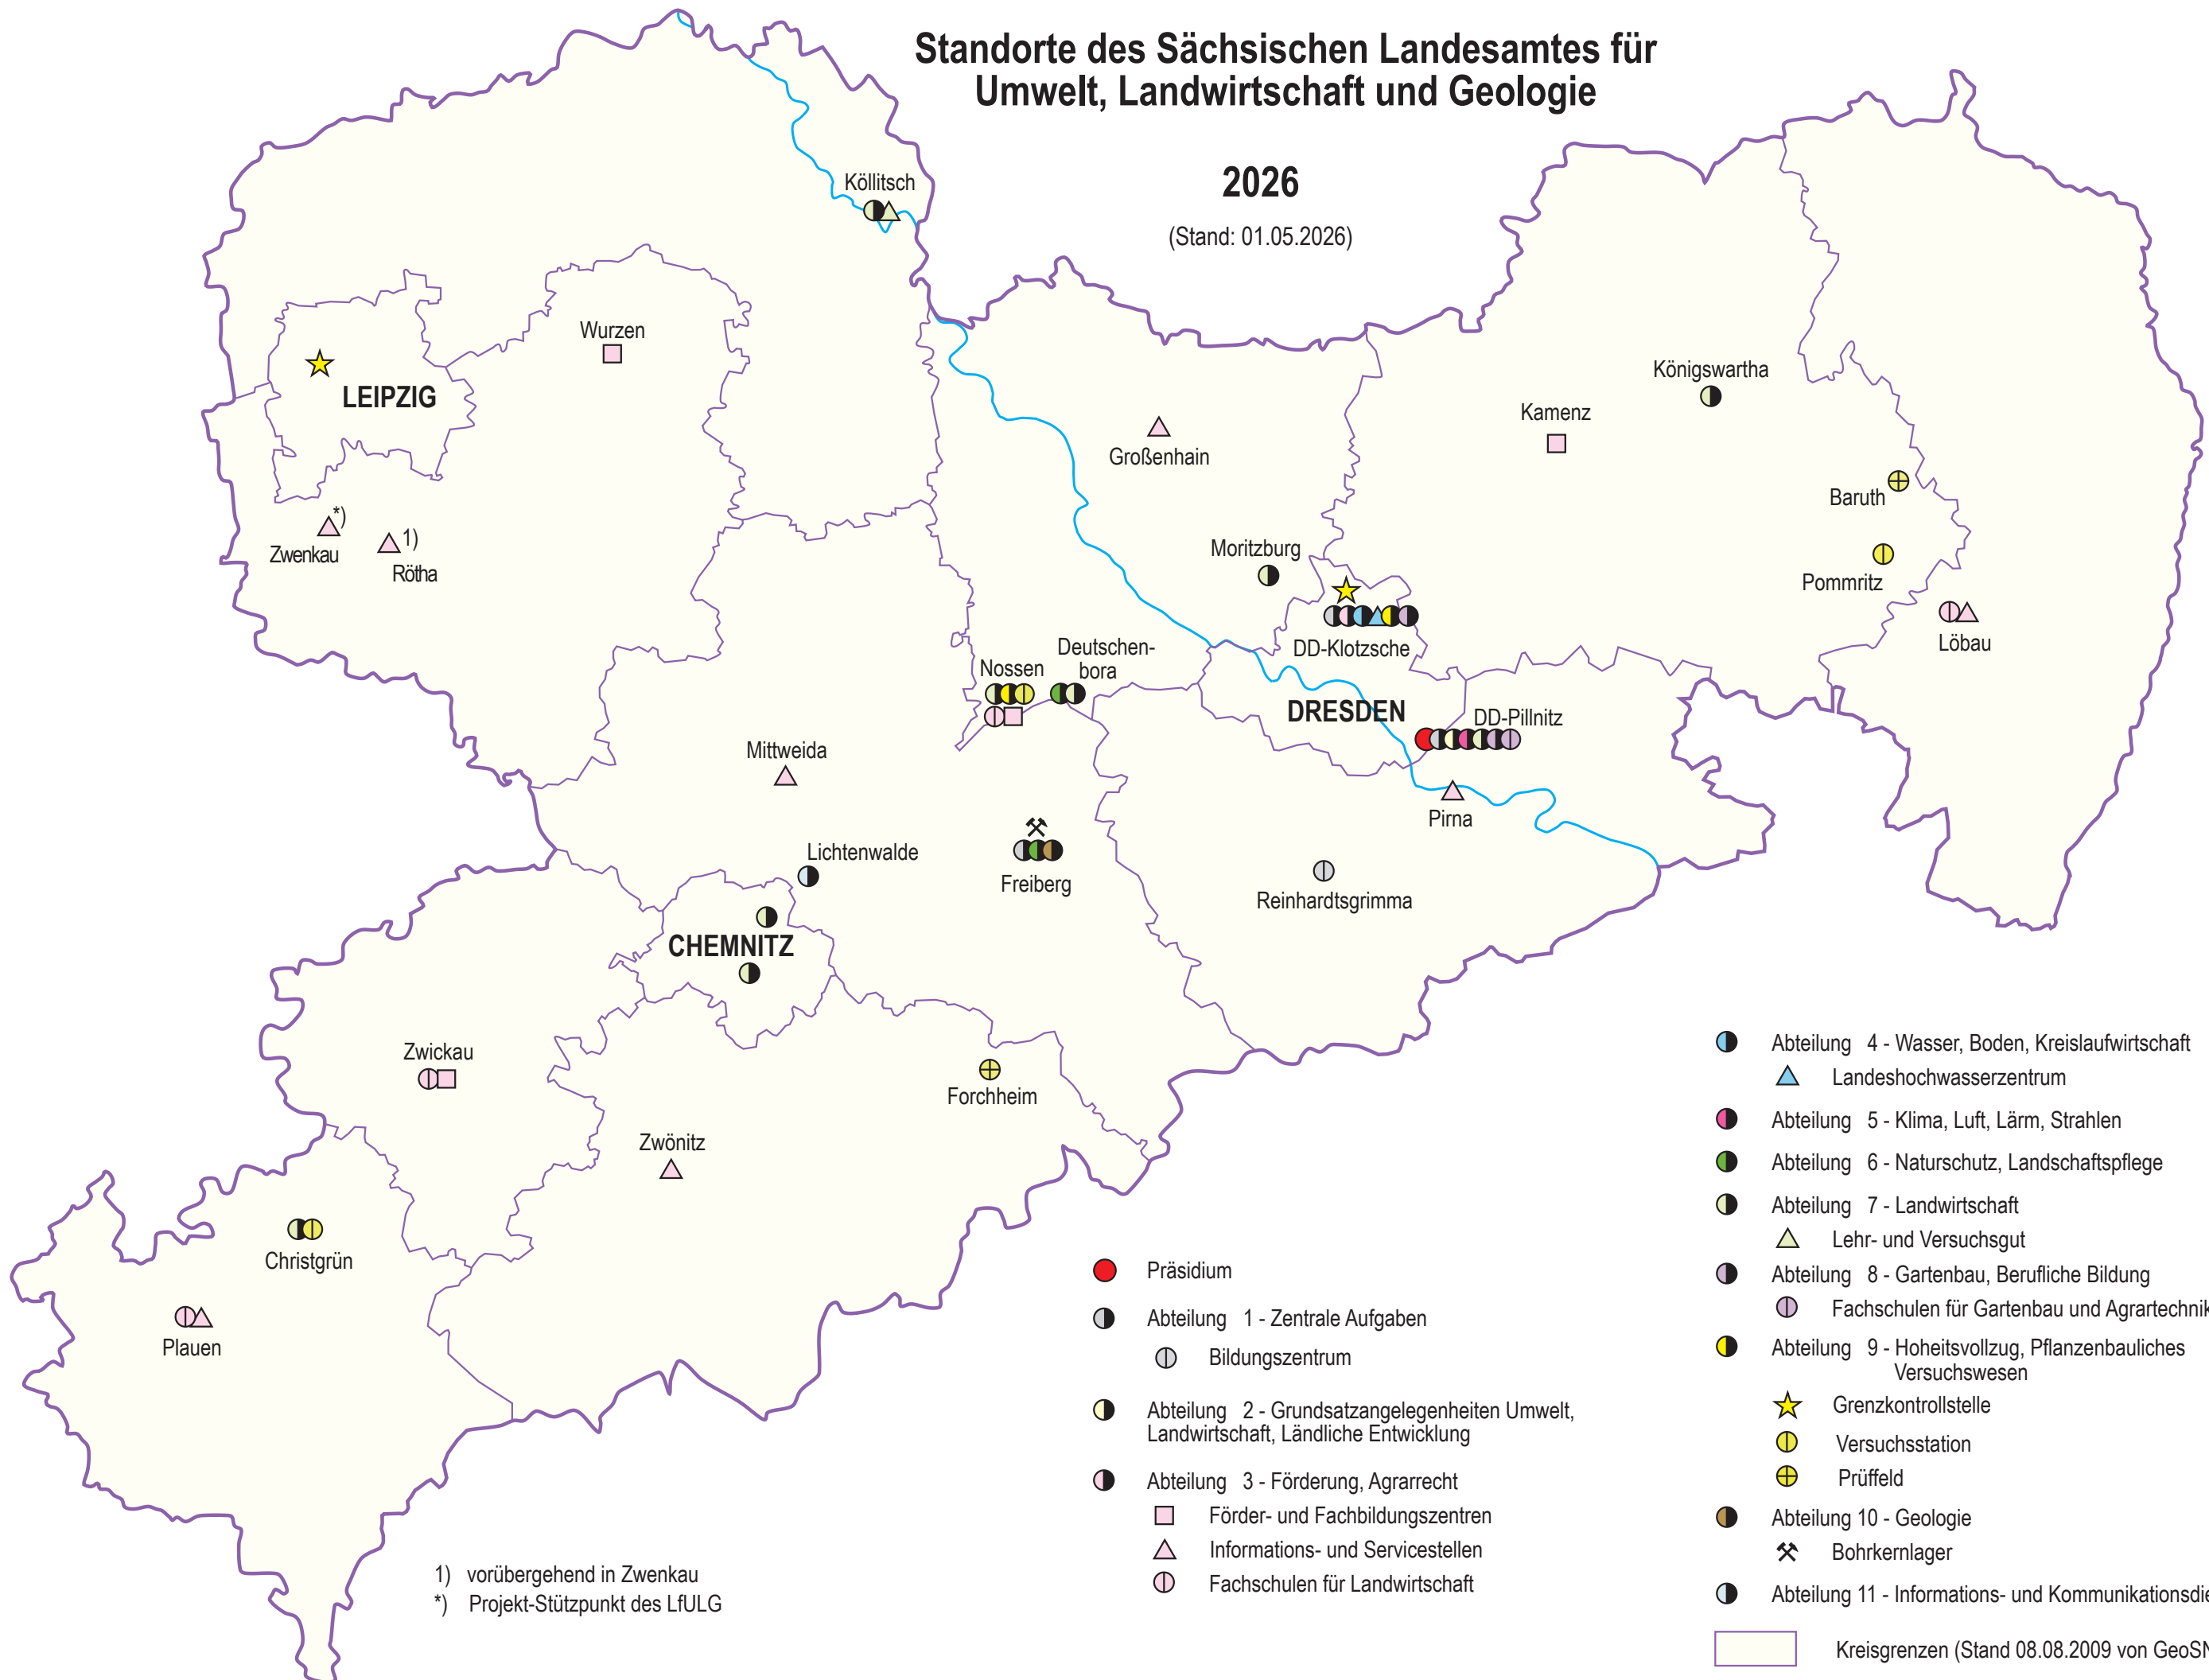 Standorte des Sächsischen Landesamtes für
Umwelt, Landwirtschaft und Geologie
2026
(Stand: 01.05.2026)
Köllitsch
Wurzen
LEIPZIG
Königswartha
Kamenz
Großenhain
Baruth
*)
Zwenkau
1)
Rötha
Moritzburg
Pommritz
DD-Klotzsche
Löbau
Nossen
Deutschen-
bora
DRESDEN
DD-Pillnitz
Mittweida
Pirna
Lichtenwalde
Freiberg
Reinhardtsgrimma
CHEMNITZ
Zwickau
Forchheim
Zwönitz
Christgrün
Plauen
Präsidium
Abteilung 1 - Zentrale Aufgaben
Bildungszentrum
Abteilung 2 - Grundsatzangelegenheiten Umwelt,
Landwirtschaft, Ländliche Entwicklung
Abteilung 3 - Förderung, Agrarrecht
Förder- und Fachbildungszentren
Informations- und Servicestellen
Fachschulen für Landwirtschaft
Abteilung 4 - Wasser, Boden, Kreislaufwirtschaft
Landeshochwasserzentrum
Abteilung 5 - Klima, Luft, Lärm, Strahlen
Abteilung 6 - Naturschutz, Landschaftspflege
Abteilung 7 - Landwirtschaft
Lehr- und Versuchsgut
Abteilung 8 - Gartenbau, Berufliche Bildung
Fachschulen für Gartenbau und Agrartechnik
Abteilung 9 - Hoheitsvollzug, Pflanzenbauliches
Versuchswesen
Grenzkontrollstelle
Versuchsstation
Prüffeld
Abteilung 10 - Geologie
Bohrkernlager
Abteilung 11 - Informations- und Kommunikationsdie
Kreisgrenzen (Stand 08.08.2009 von GeoSN
1) vorübergehend in Zwenkau
*) Projekt-Stützpunkt des LfULG